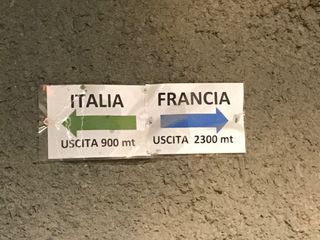 ITALIA FRANCIA
USCITA 900 mt USCITA 2300 mt